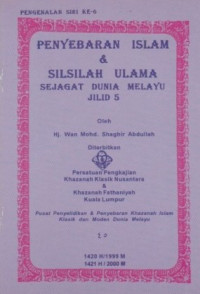 PENGENALAN SIRI KE-6
PENYEBARAN ISLAM
&
SILSILAH ULAMA
SEJAGAT DUNIA MELAYU
JILID 5
Oleh
Hj. Wan Mohd. Shaghir Abdullah
Diterbitkan
Persatuan Pengkajian
Khazanah Klasik Nusantara
&
Khazanah Fathaniyah
Kuala Lumpur
Pusat Penyelidikan & Penyebaran Khazanah Islam
Klasik dan Moden Dunia Melayu
1420 H/1999 M
1421 H/2000 M